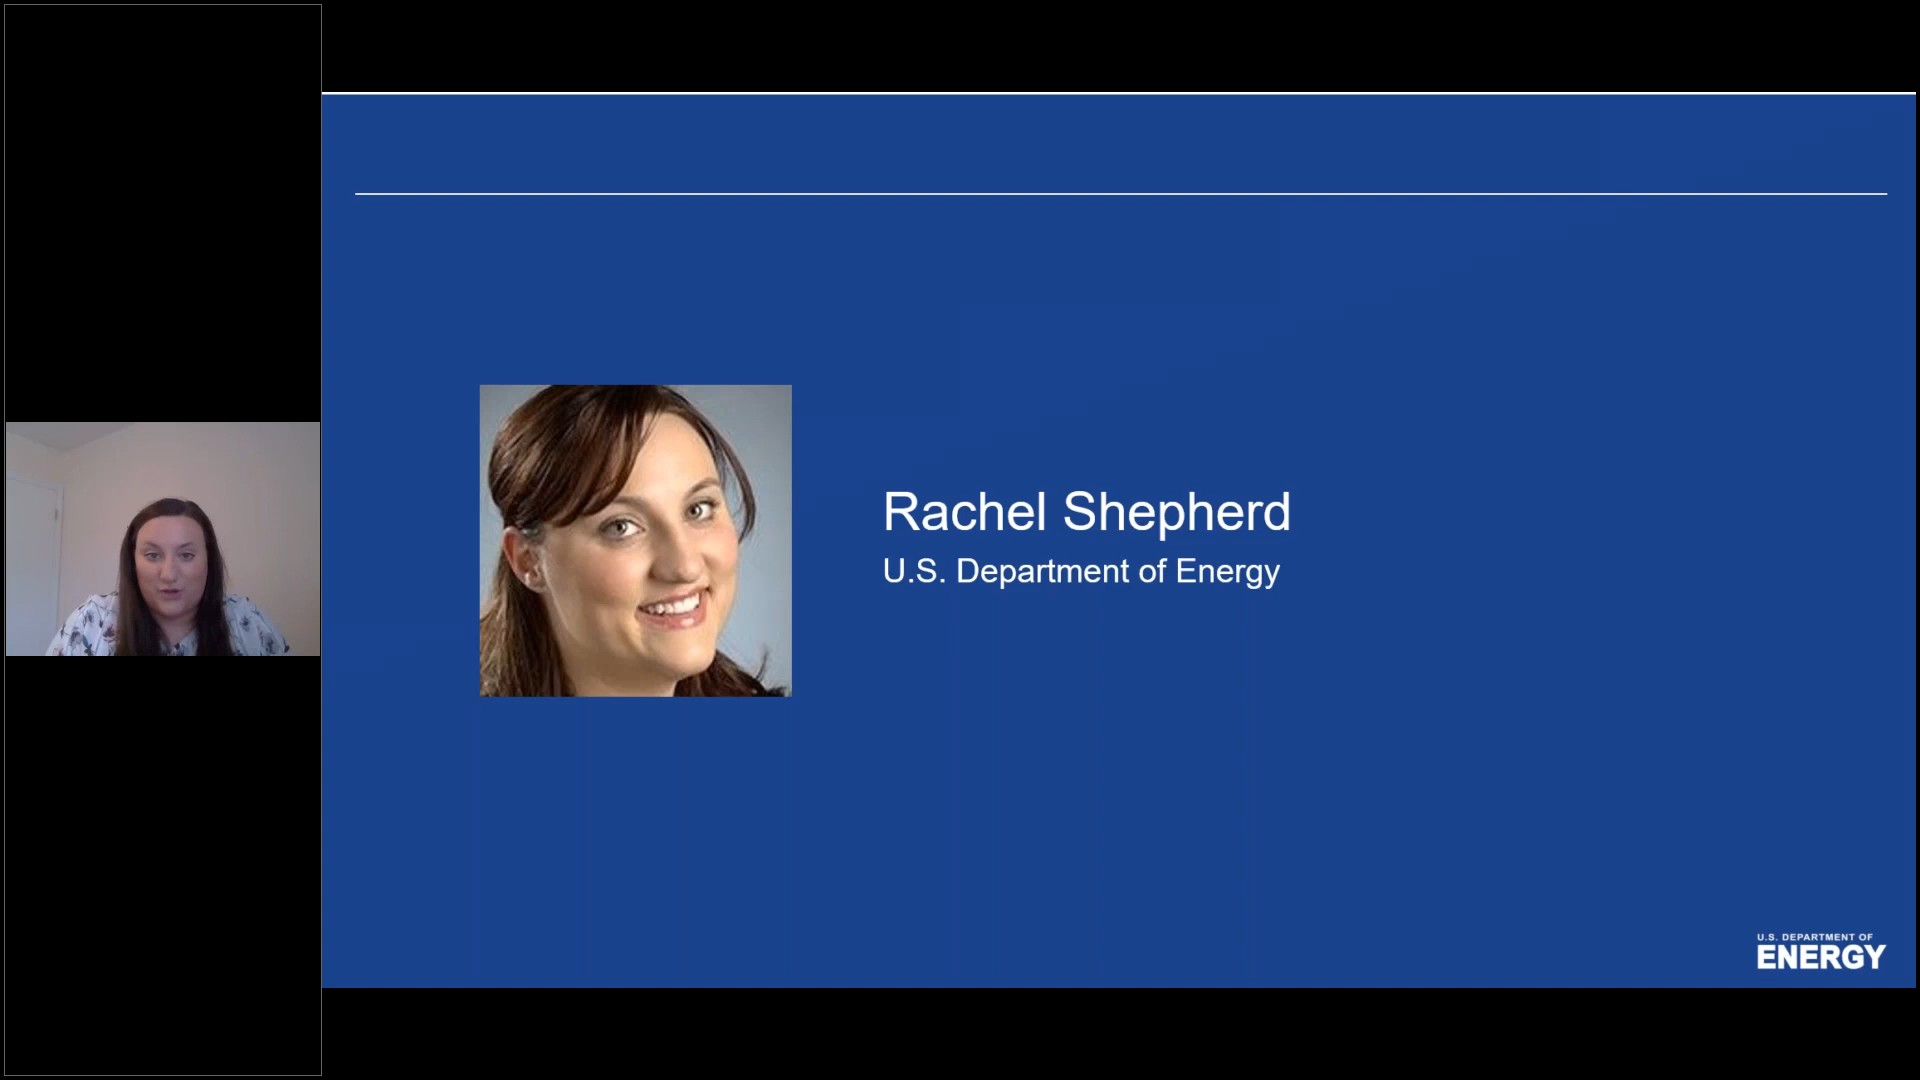 Rachel Shepherd
U.S. Department of Energy
U.S. DEPARTMENT OF
ENERGY